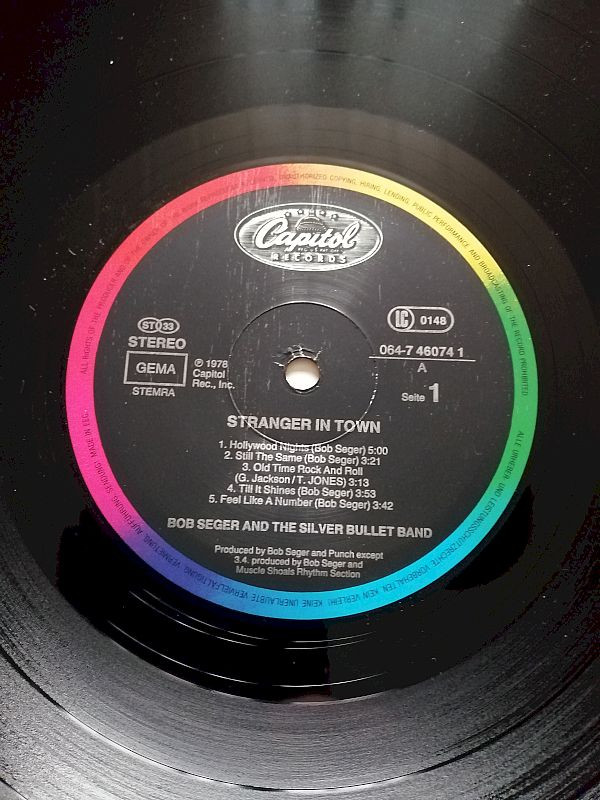 ALL RIGHTS OF THE PRODUCER AND OF THE OWNER OF THE WORK REPRODUCED RESERVED. UNAUTHORIZED COPYING, HIRING, LENDING, PUBLIC PERFORMANCE AND BROADCASTING OF THE RECORD PROHIBITED
Capitol
RECORDS
ST 33
STEREO
GEMA
STEMRA
℗ 1978
Capitol
Rec., Inc.
LC 0148
064-7 46074 1
A
Seite 1
STRANGER IN TOWN
1. Hollywood Nights (Bob Seger) 5:00
2. Still The Same (Bob Seger) 3:21
3. Old Time Rock And Roll
(G. Jackson/T. JONES) 3:13
4. Till It Shines (Bob Seger) 3:53
5. Feel Like A Number (Bob Seger) 3:42
BOB SEGER AND THE SILVER BULLET BAND
Produced by Bob Seger and Punch except
3.4. produced by Bob Seger and
Muscle Shoals Rhythm Section
ALLE URHEBER- UND LEISTUNGSSCHUTZRECHTE VORBEHALTEN. KEIN VERLEIH! KEINE UNERLAUBTE VERVIELFÄLTIGUNG, VERMIETUNG, AUFFÜHRUNG, SENDUNG! MADE IN EEC.